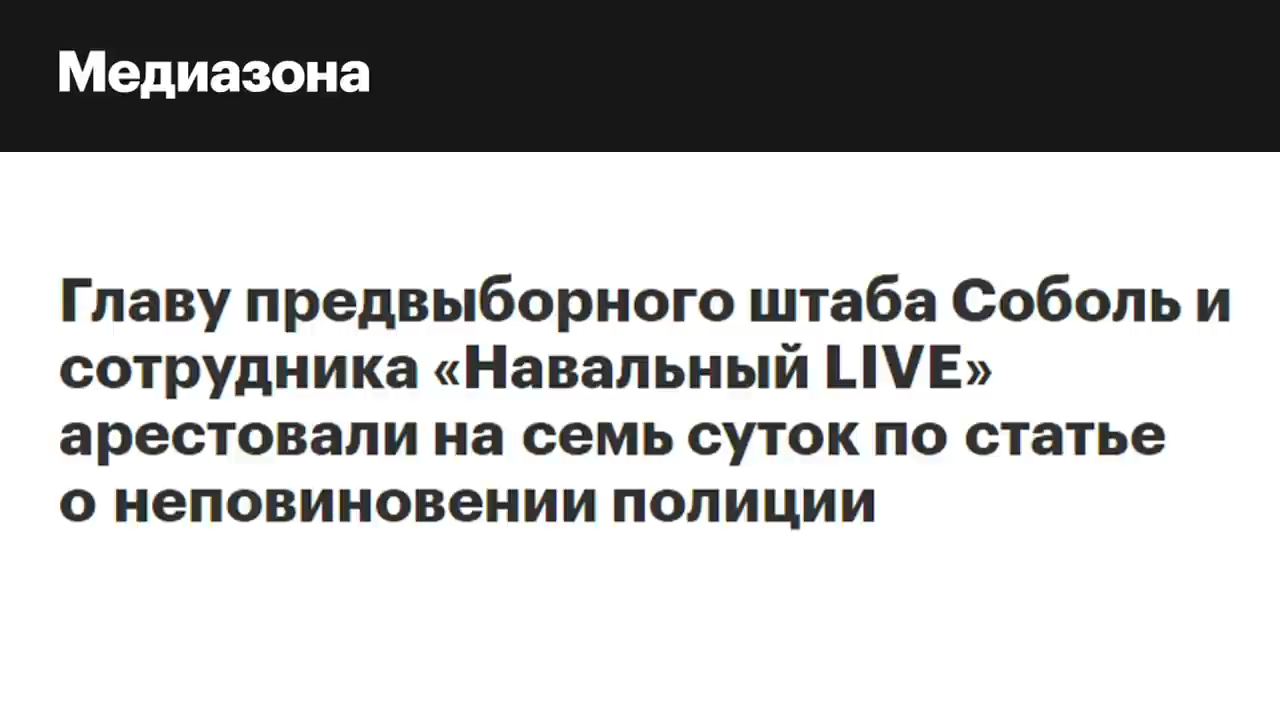 Медиазона
Главу предвыборного штаба Соболь и
сотрудника «Навальный LIVE»
арестовали на семь суток по статье
о неповиновении полиции